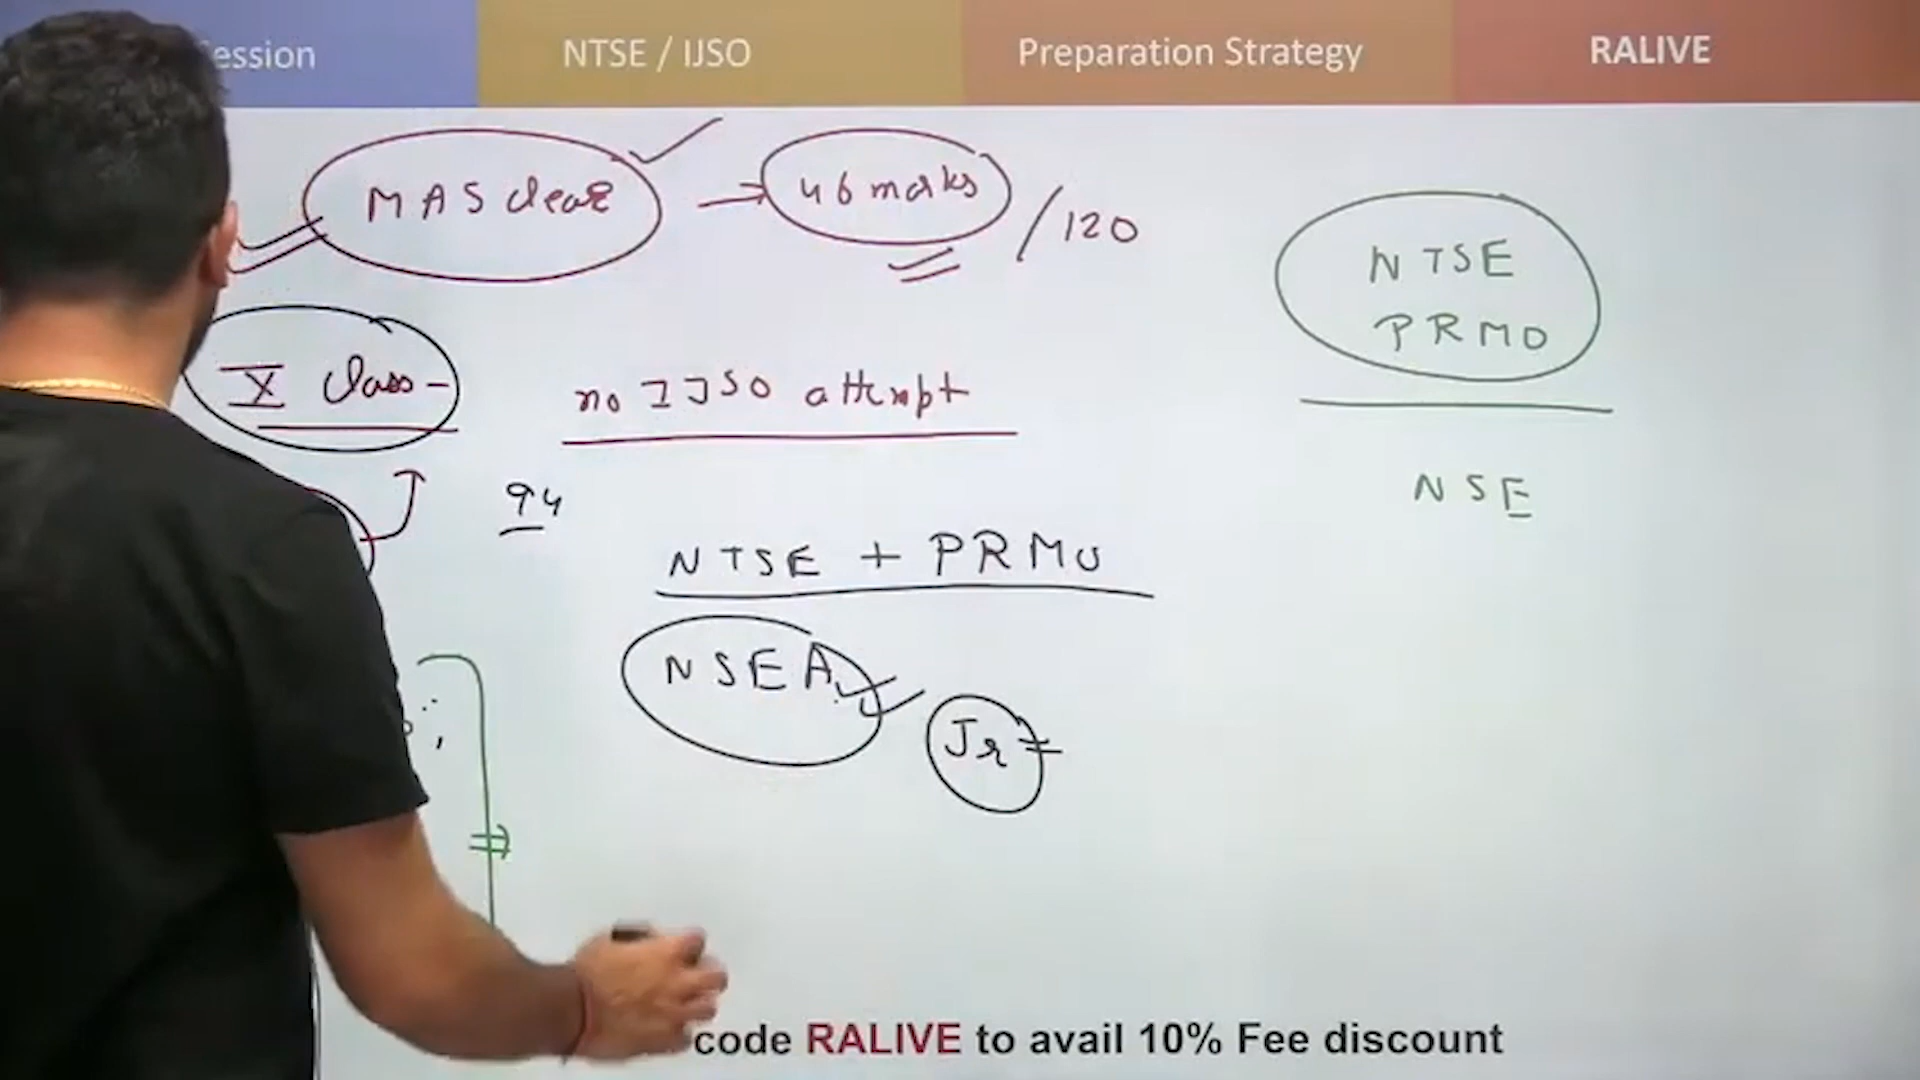 ession NTSE / IJSO Preparation Strategy RALIVE
MAS clear → 46 marks /120
X class - no IJSO attempt
94
NTSE + PRMO
NSEA
Jr
NTSE
PRMO
NSE
code RALIVE to avail 10% Fee discount